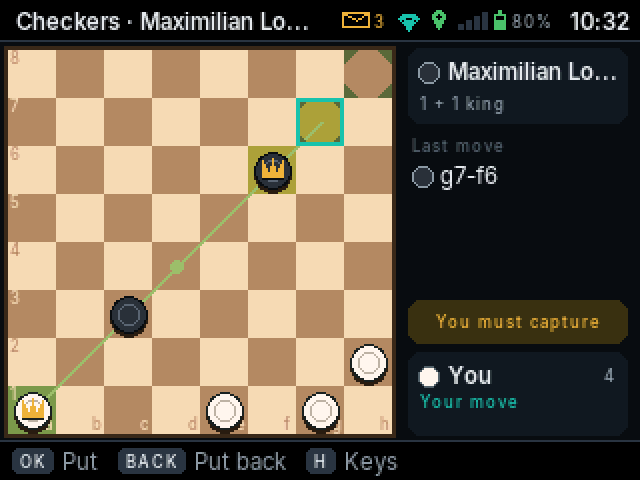 Checkers · Maximilian Lo... 3 80% 10:32
8
7
6
5
4
3
2
1
b c d f h
Maximilian Lo...
1 + 1 king
Last move
g7-f6
You must capture
You 4
Your move
OK Put BACK Put back H Keys